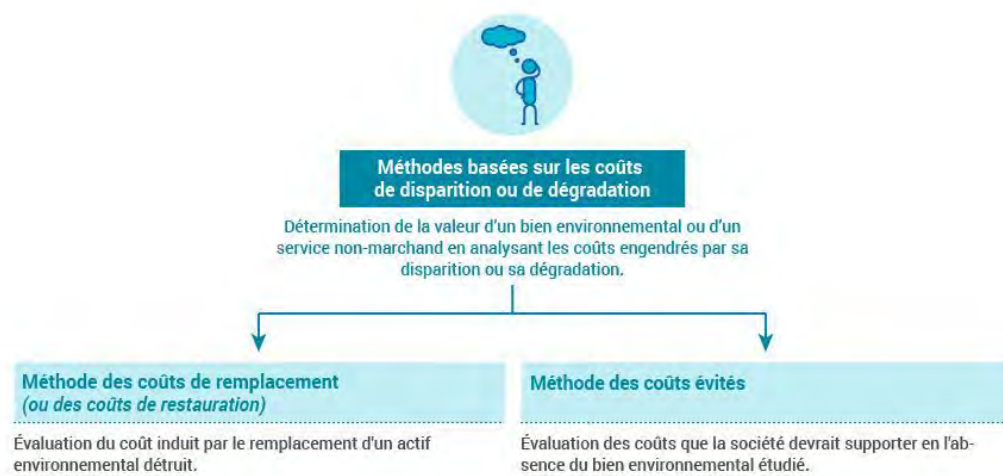 Méthodes basées sur les coûts
de disparition ou de dégradation
Détermination de la valeur d'un bien environnemental ou d'un
service non-marchand en analysant les coûts engendrés par sa
disparition ou sa dégradation.
Méthode des coûts de remplacement
(ou des coûts de restauration)
Évaluation du coût induit par le remplacement d'un actif
environnemental détruit.
Méthode des coûts évités
Évaluation des coûts que la société devrait supporter en l'ab-
sence du bien environnemental étudié.